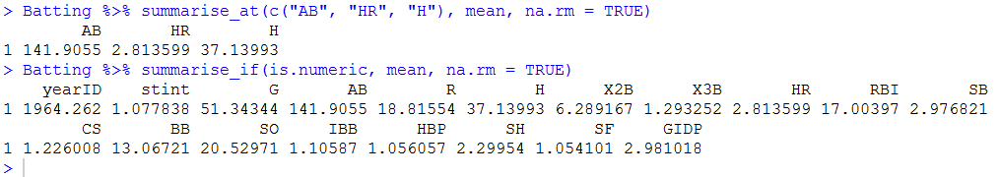 > Batting %>% summarise_at(c("AB", "HR", "H"), mean, na.rm = TRUE)
        AB       HR        H
1 141.9055 2.813599 37.13993
> Batting %>% summarise_if(is.numeric, mean, na.rm = TRUE)
    yearID    stint        G       AB        R        H      X2B      X3B       HR      RBI       SB
1 1964.262 1.077838 51.34344 141.9055 18.81554 37.13993 6.289167 1.293252 2.813599 17.00397 2.976821
        CS       BB       SO     IBB      HBP      SH       SF     GIDP
1 1.226008 13.06721 20.52971 1.10587 1.056057 2.29954 1.054101 2.981018
>